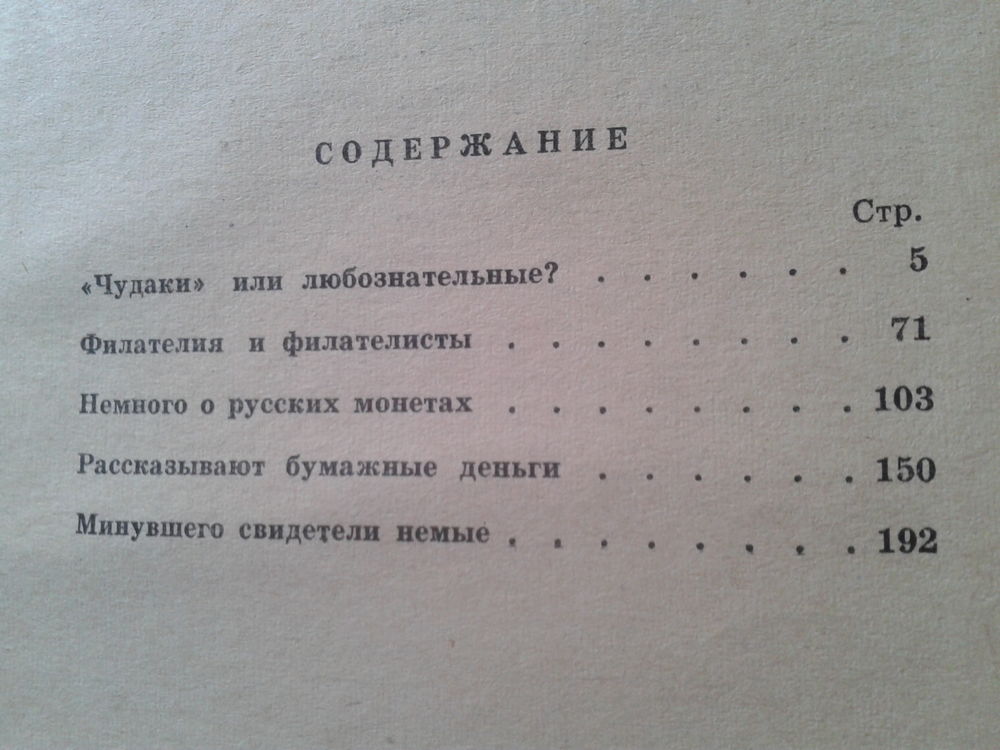 СОДЕРЖАНИЕ
Стр.
«Чудаки» или любознательные? . . . . . . 5
Филателия и филателисты . . . . . . . . 71
Немного о русских монетах . . . . . . . . 103
Рассказывают бумажные деньги . . . . . . 150
Минувшего свидетели немые . . . . . . . . 192